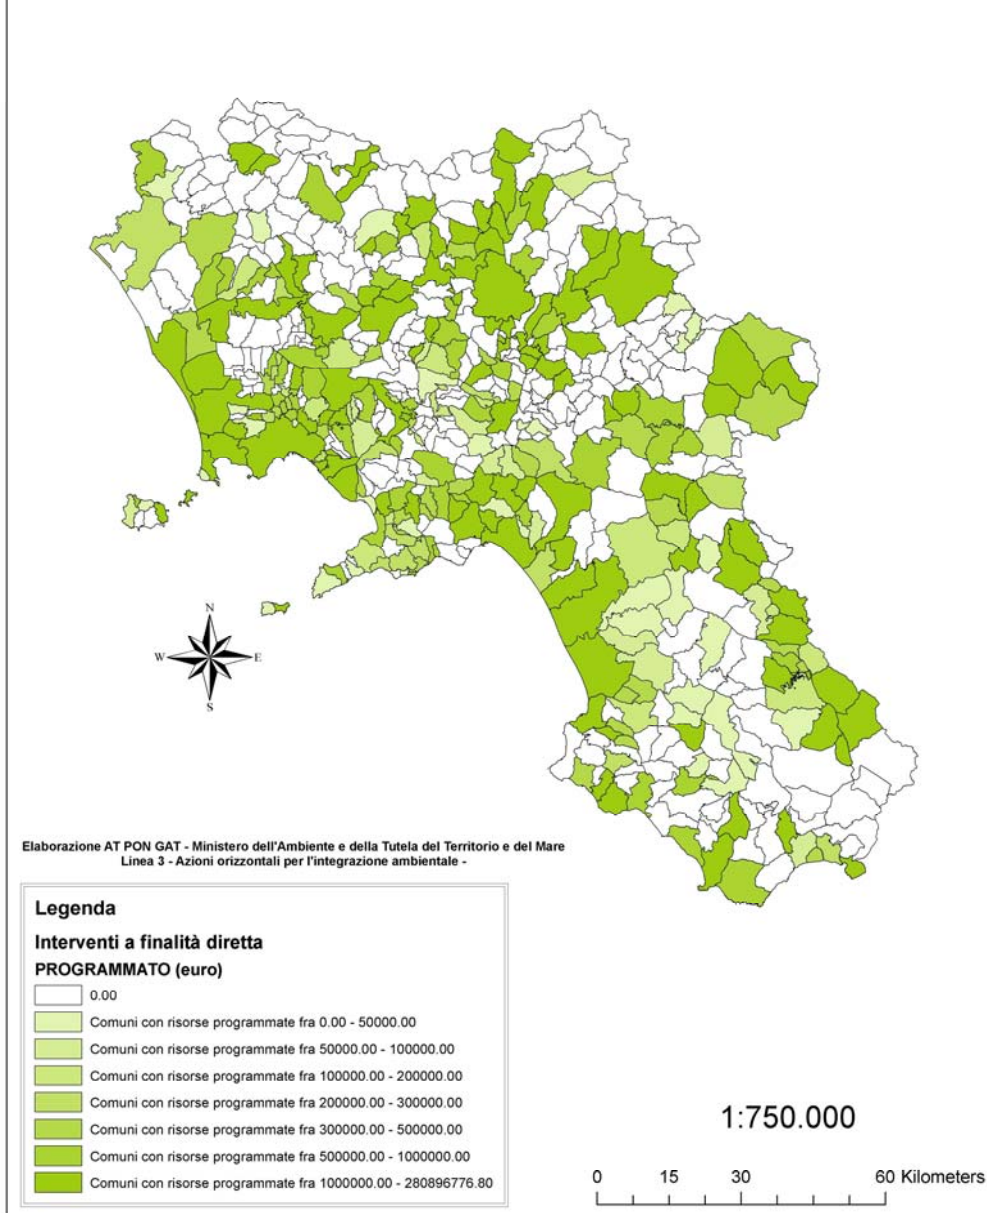 N
W E
S
Elaborazione AT PON GAT - Ministero dell'Ambiente e della Tutela del Territorio e del Mare
Linea 3 - Azioni orizzontali per l'integrazione ambientale -
Legenda
Interventi a finalità diretta
PROGRAMMATO (euro)
0.00
Comuni con risorse programmate fra 0.00 - 50000.00
Comuni con risorse programmate fra 50000.00 - 100000.00
Comuni con risorse programmate fra 100000.00 - 200000.00
Comuni con risorse programmate fra 200000.00 - 300000.00
Comuni con risorse programmate fra 300000.00 - 500000.00
Comuni con risorse programmate fra 500000.00 - 1000000.00
Comuni con risorse programmate fra 1000000.00 - 280896776.80
1:750.000
0 15 30 60 Kilometers